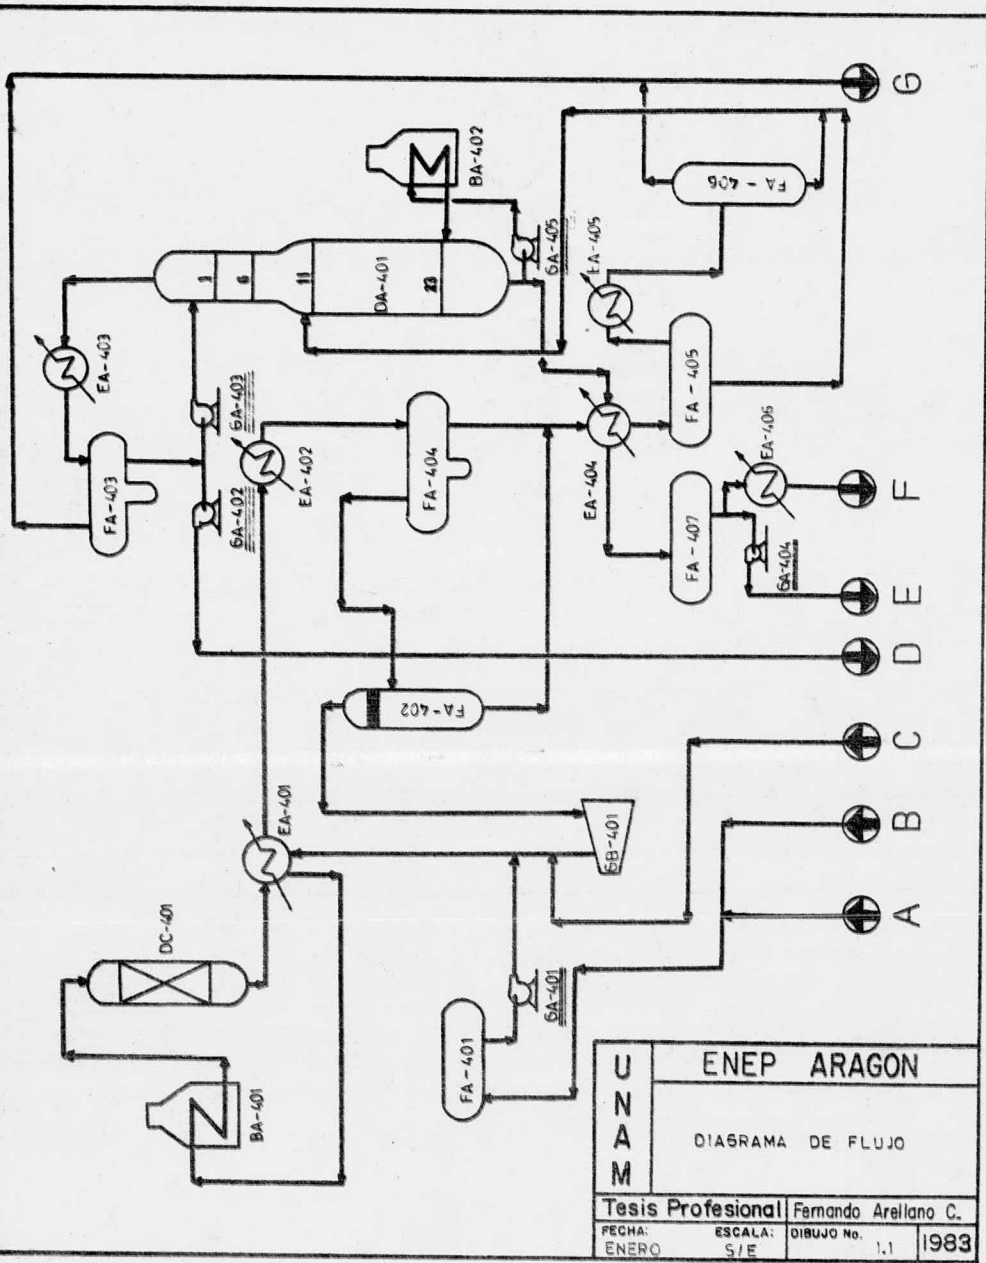 G
BA-402
FA-406
GA-405
EA-405
1
6
11
DA-401
23
EA-403
GA-403
FA-405
EA-406
FA-403
GA-402
EA-402
FA-404
EA-404
F
FA-407
GA-404
E
D
FA-402
C
EA-401
GB-401
B
DC-401
A
GA-401
FA-401
BA-401
UNAM
ENEP ARAGON
DIAGRAMA DE FLUJO
Tesis Profesional
Fernando Arellano C.
FECHA:
ENERO
ESCALA:
S/E
DIBUJO No.
1.1
1983